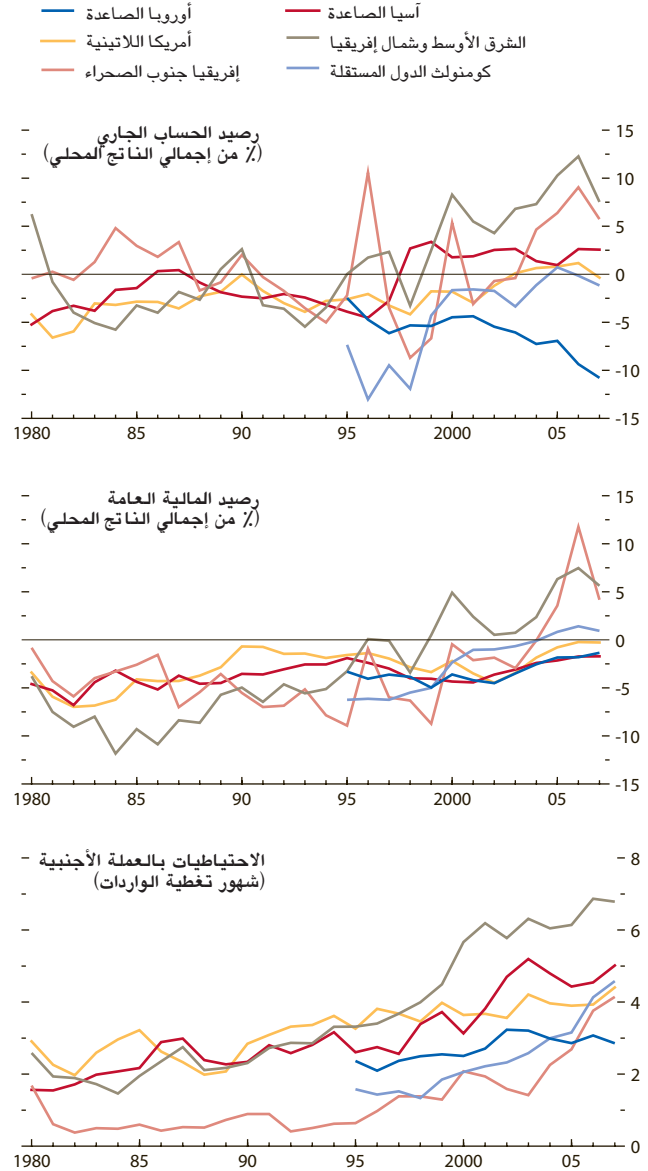 آسيا الصاعدة
أوروبا الصاعدة
الشرق الأوسط وشمال إفريقيا
أمريكا اللاتينية
كومنولث الدول المستقلة
إفريقيا جنوب الصحراء
رصيد الحساب الجاري
(٪ من إجمالي الناتج المحلي)
15
10
5
0
-5
-10
-15
1980 85 90 95 2000 05
رصيد المالية العامة
(٪ من إجمالي الناتج المحلي)
15
10
5
0
-5
-10
-15
1980 85 90 95 2000 05
الاحتياطيات بالعملة الأجنبية
(شهور تغطية الواردات)
8
6
4
2
0
1980 85 90 95 2000 05